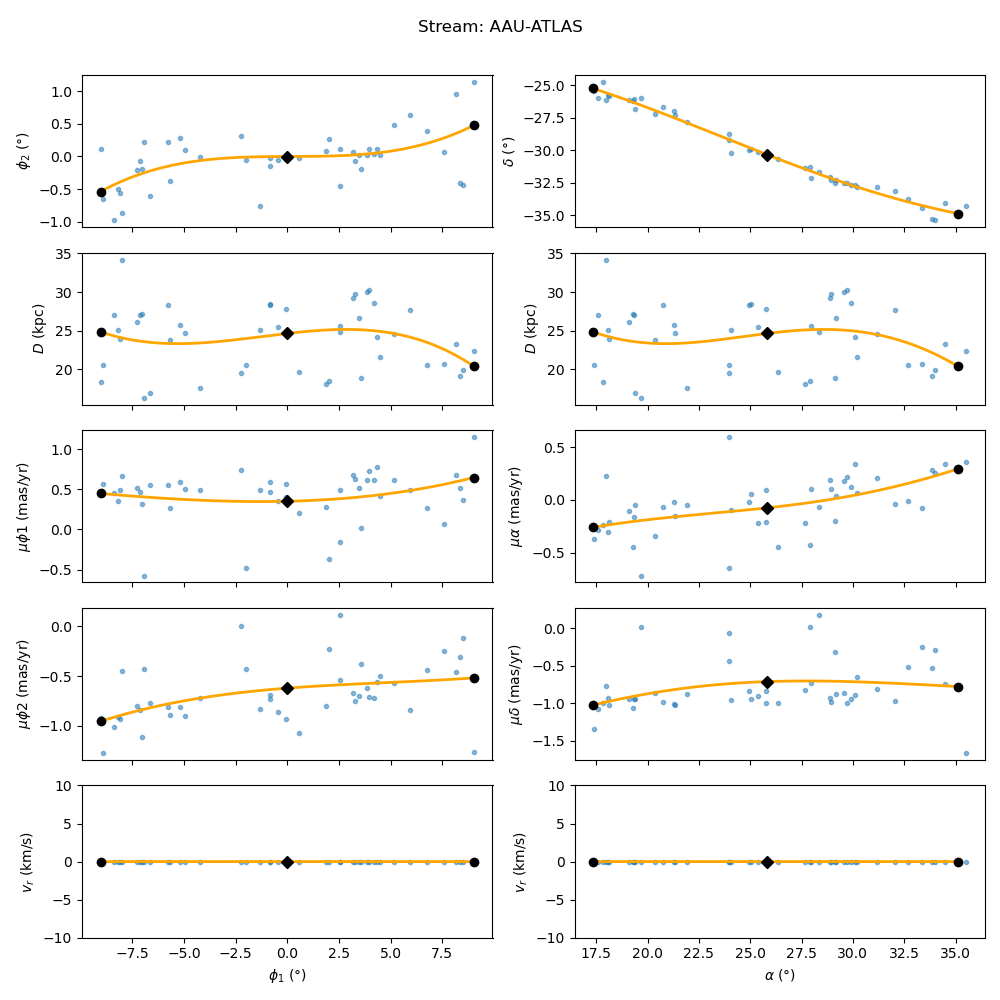 Stream: AAU-ATLAS
1.0
0.5
0.0
−0.5
−1.0
ϕ₂ (°)
−25.0
−27.5
−30.0
−32.5
−35.0
δ (°)
35
30
25
20
D (kpc)
35
30
25
20
D (kpc)
1.0
0.5
0.0
−0.5
μϕ1 (mas/yr)
0.5
0.0
−0.5
μα (mas/yr)
0.0
−0.5
−1.0
μϕ2 (mas/yr)
0.0
−0.5
−1.0
−1.5
μδ (mas/yr)
10
5
0
−5
−10
vᵣ (km/s)
−7.5 −5.0 −2.5 0.0 2.5 5.0 7.5
ϕ₁ (°)
10
5
0
−5
−10
vᵣ (km/s)
17.5 20.0 22.5 25.0 27.5 30.0 32.5 35.0
α (°)